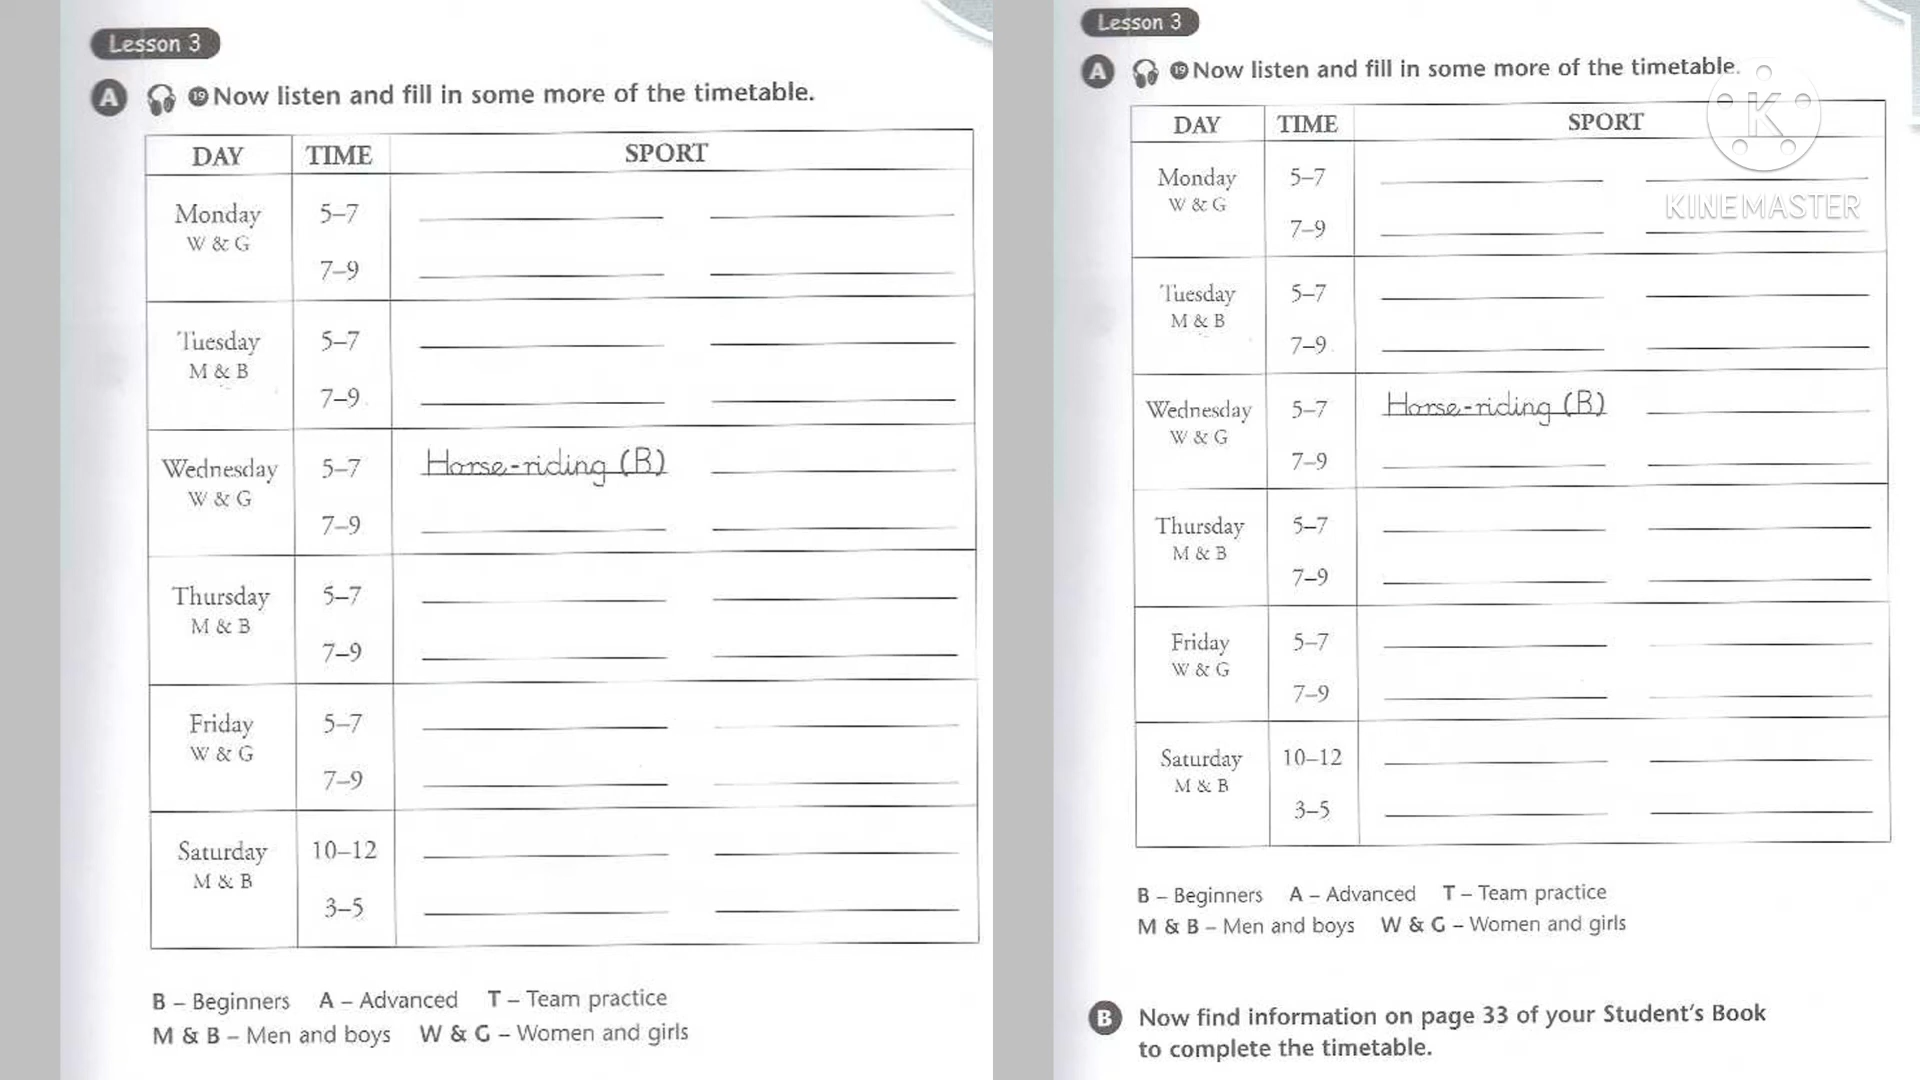 Lesson 3
A 19 Now listen and fill in some more of the timetable.
DAY TIME SPORT
Monday 5–7
W & G
7–9
Tuesday 5–7
M & B
7–9
Wednesday 5–7 Horse-riding (B)
W & G
7–9
Thursday 5–7
M & B
7–9
Friday 5–7
W & G
7–9
Saturday 10–12
M & B
3–5
B – Beginners A – Advanced T – Team practice
M & B – Men and boys W & G – Women and girls
Lesson 3
A 19 Now listen and fill in some more of the timetable.
DAY TIME SPORT
Monday 5–7
W & G
7–9
Tuesday 5–7
M & B
7–9
Wednesday 5–7 Horse-riding (B)
W & G
7–9
Thursday 5–7
M & B
7–9
Friday 5–7
W & G
7–9
Saturday 10–12
M & B
3–5
B – Beginners A – Advanced T – Team practice
M & B – Men and boys W & G – Women and girls
B Now find information on page 33 of your Student's Book
to complete the timetable.
K
KINEMASTER